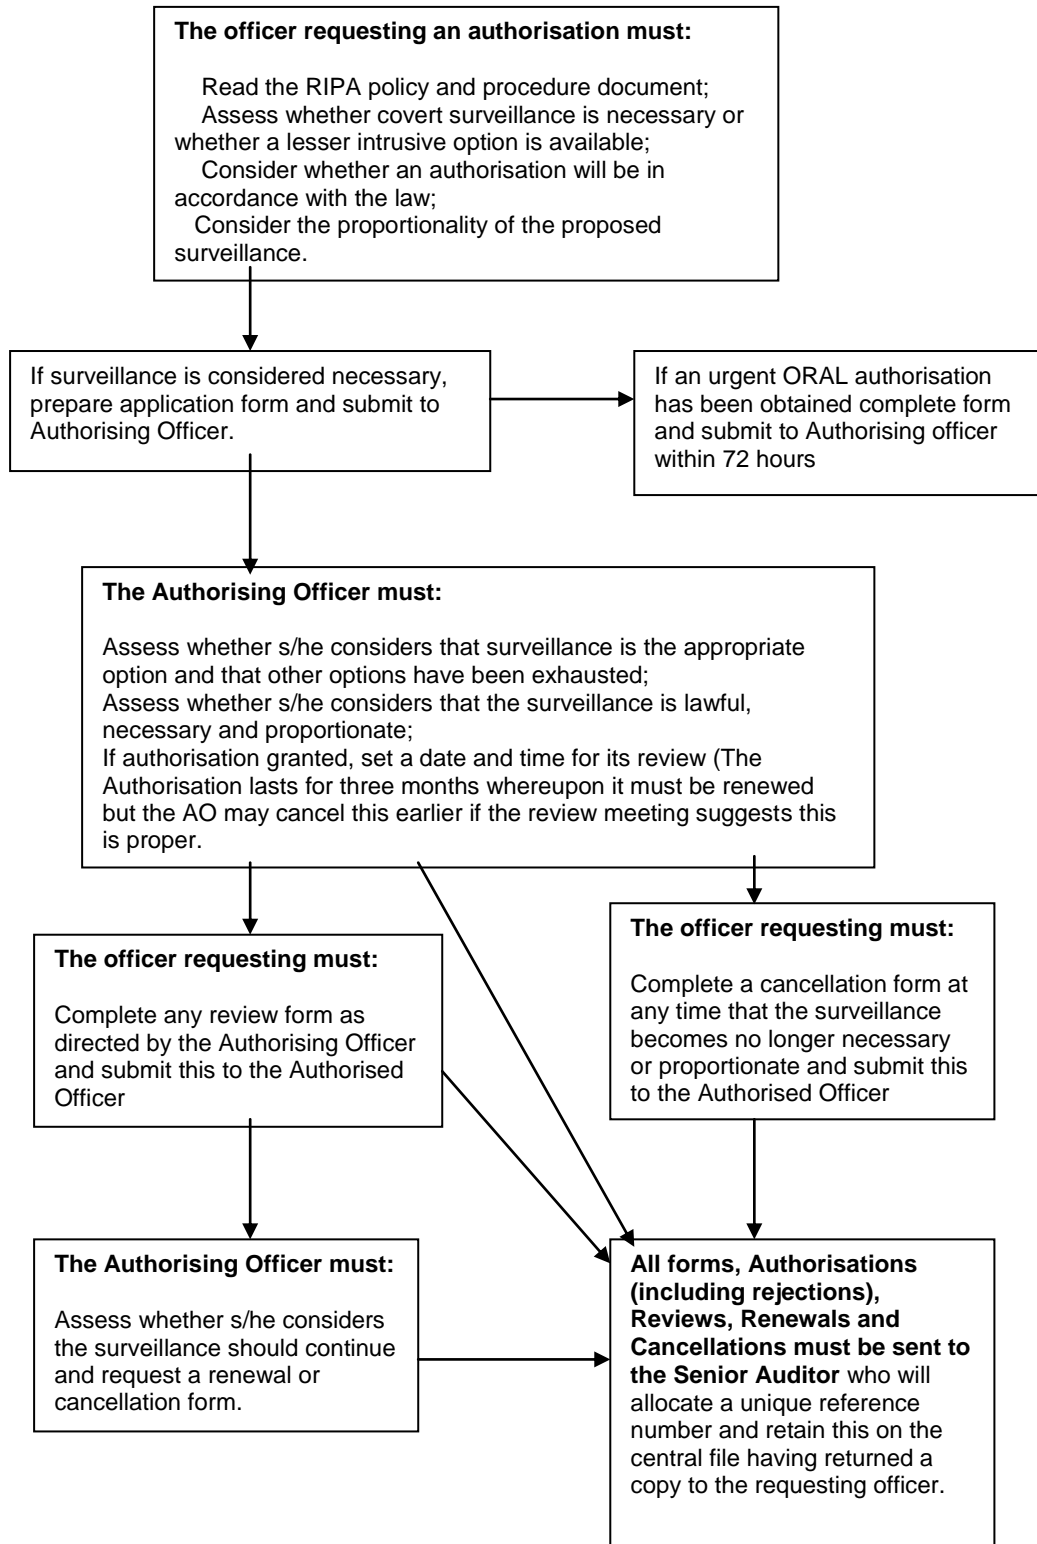 The officer requesting an authorisation must:
Read the RIPA policy and procedure document;
Assess whether covert surveillance is necessary or
whether a lesser intrusive option is available;
Consider whether an authorisation will be in
accordance with the law;
Consider the proportionality of the proposed
surveillance.
If surveillance is considered necessary,
prepare application form and submit to
Authorising Officer.
If an urgent ORAL authorisation
has been obtained complete form
and submit to Authorising officer
within 72 hours
The Authorising Officer must:
Assess whether s/he considers that surveillance is the appropriate
option and that other options have been exhausted;
Assess whether s/he considers that the surveillance is lawful,
necessary and proportionate;
If authorisation granted, set a date and time for its review (The
Authorisation lasts for three months whereupon it must be renewed
but the AO may cancel this earlier if the review meeting suggests this
is proper.
The officer requesting must:
Complete any review form as
directed by the Authorising Officer
and submit this to the Authorised
Officer
The officer requesting must:
Complete a cancellation form at
any time that the surveillance
becomes no longer necessary
or proportionate and submit this
to the Authorised Officer
The Authorising Officer must:
Assess whether s/he considers
the surveillance should continue
and request a renewal or
cancellation form.
All forms, Authorisations
(including rejections),
Reviews, Renewals and
Cancellations must be sent to
the Senior Auditor who will
allocate a unique reference
number and retain this on the
central file having returned a
copy to the requesting officer.